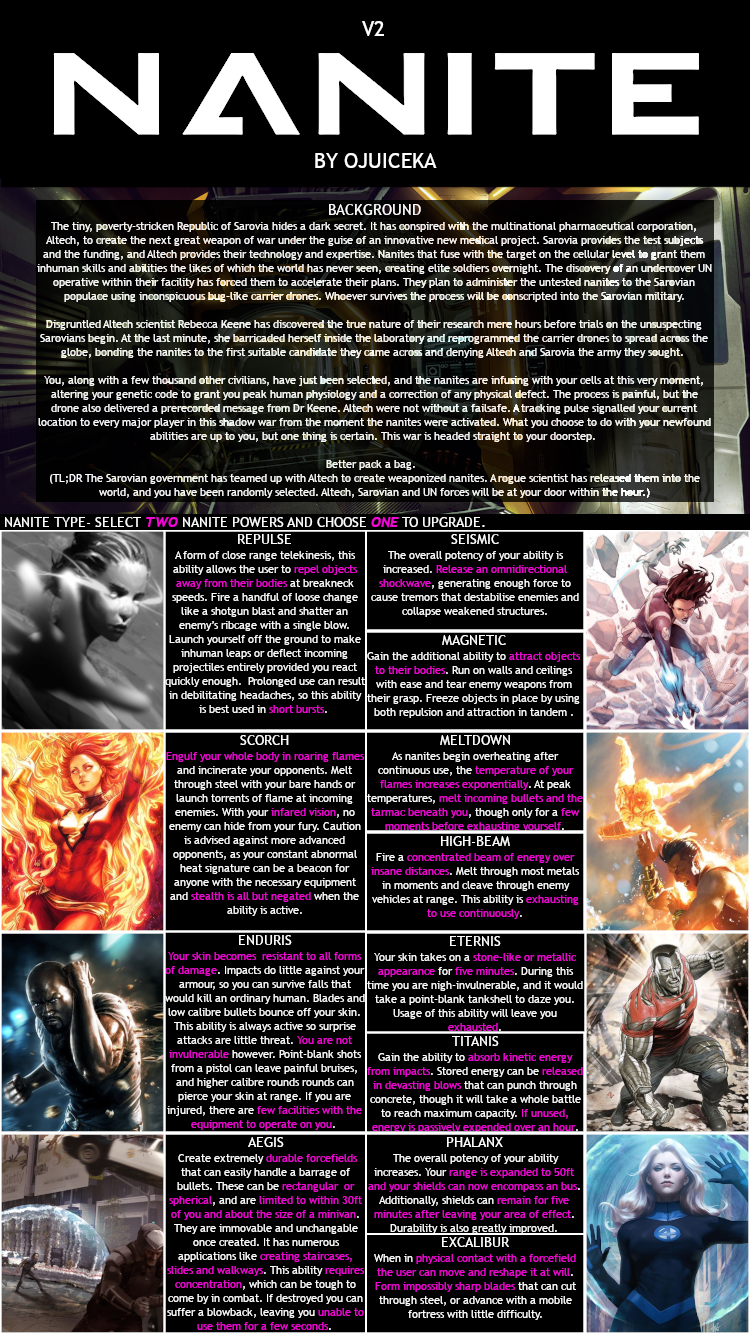 V2
NANITE
BY OJUICEKA
BACKGROUND
The tiny, poverty-stricken Republic of Sarovia hides a dark secret. It has conspired with the multinational pharmaceutical corporation,
Altech, to create the next great weapon of war under the guise of an innovative new medical project. Sarovia provides the test subjects
and the funding, and Altech provides their technology and expertise. Nanites that fuse with the target on the cellular level to grant them
inhuman skills and abilities the likes of which the world has never seen, creating elite soldiers overnight. The discovery of an undercover UN
operative within their facility has forced them to accelerate their plans. They plan to administer the untested nanites to the Sarovian
populace using inconspicuous bug-like carrier drones. Whoever survives the process will be conscripted into the Sarovian military.
Disgruntled Altech scientist Rebecca Keene has discovered the true nature of their research mere hours before trials on the unsuspecting
Sarovians begin. At the last minute, she barricaded herself inside the laboratory and reprogrammed the carrier drones to spread across the
globe, bonding the nanites to the first suitable candidate they came across and denying Altech and Sarovia the army they sought.
You, along with a few thousand other civilians, have just been selected, and the nanites are infusing with your cells at this very moment,
altering your genetic code to grant you peak human physiology and a correction of any physical defect. The process is painful, but the
drone also delivered a prerecorded message from Dr Keene. Altech were not without a failsafe. A tracking pulse signalled your current
location to every major player in this shadow war from the moment the nanites were activated. What you choose to do with your newfound
abilities are up to you, but one thing is certain. This war is headed straight to your doorstep.
Better pack a bag.
(TL;DR The Sarovian government has teamed up with Altech to create weaponized nanites. A rogue scientist has released them into the
world, and you have been randomly selected. Altech, Sarovian and UN forces will be at your door within the hour.)
NANITE TYPE- SELECT TWO NANITE POWERS AND CHOOSE ONE TO UPGRADE.
REPULSE
A form of close range telekinesis, this
ability allows the user to repel objects
away from their bodies at breakneck
speeds. Fire a handful of loose change
like a shotgun blast and shatter an
enemy's ribcage with a single blow.
Launch yourself off the ground to make
inhuman leaps or deflect incoming
projectiles entirely provided you react
quickly enough. Prolonged use can result
in debilitating headaches, so this ability
is best used in short bursts.
SEISMIC
The overall potency of your ability is
increased. Release an omnidirectional
shockwave, generating enough force to
cause tremors that destabilise enemies and
collapse weakened structures.
MAGNETIC
Gain the additional ability to attract objects
to their bodies. Run on walls and ceilings
with ease and tear enemy weapons from
their grasp. Freeze objects in place by using
both repulsion and attraction in tandem .
SCORCH
Engulf your whole body in roaring flames
and incinerate your opponents. Melt
through steel with your bare hands or
launch torrents of flame at incoming
enemies. With your infared vision, no
enemy can hide from your fury. Caution
is advised against more advanced
opponents, as your constant abnormal
heat signature can be a beacon for
anyone with the necessary equipment
and stealth is all but negated when the
ability is active.
MELTDOWN
As nanites begin overheating after
continuous use, the temperature of your
flames increases exponentially. At peak
temperatures, melt incoming bullets and the
tarmac beneath you, though only for a few
moments before exhausting yourself.
HIGH-BEAM
Fire a concentrated beam of energy over
insane distances. Melt through most metals
in moments and cleave through enemy
vehicles at range. This ability is exhausting
to use continuously.
ENDURIS
Your skin becomes resistant to all forms
of damage. Impacts do little against your
armour, so you can survive falls that
would kill an ordinary human. Blades and
low calibre bullets bounce off your skin.
This ability is always active so surprise
attacks are little threat. You are not
invulnerable however. Point-blank shots
from a pistol can leave painful bruises,
and higher calibre rounds rounds can
pierce your skin at range. If you are
injured, there are few facilities with the
equipment to operate on you.
ETERNIS
Your skin takes on a stone-like or metallic
appearance for five minutes. During this
time you are nigh-invulnerable, and it would
take a point-blank tankshell to daze you.
Usage of this ability will leave you
exhausted.
TITANIS
Gain the ability to absorb kinetic energy
from impacts. Stored energy can be released
in devasting blows that can punch through
concrete, though it will take a whole battle
to reach maximum capacity. If unused,
energy is passively expended over an hour.
AEGIS
Create extremely durable forcefields
that can easily handle a barrage of
bullets. These can be rectangular or
spherical, and are limited to within 30ft
of you and about the size of a minivan.
They are immovable and unchangable
once created. It has numerous
applications like creating staircases,
slides and walkways. This ability requires
concentration, which can be tough to
come by in combat. If destroyed you can
suffer a blowback, leaving you unable to
use them for a few seconds.
PHALANX
The overall potency of your ability
increases. Your range is expanded to 50ft
and your shields can now encompass an bus.
Additionally, shields can remain for five
minutes after leaving your area of effect.
Durability is also greatly improved.
EXCALIBUR
When in physical contact with a forcefield
the user can move and reshape it at will.
Form impossibly sharp blades that can cut
through steel, or advance with a mobile
fortress with little difficulty.